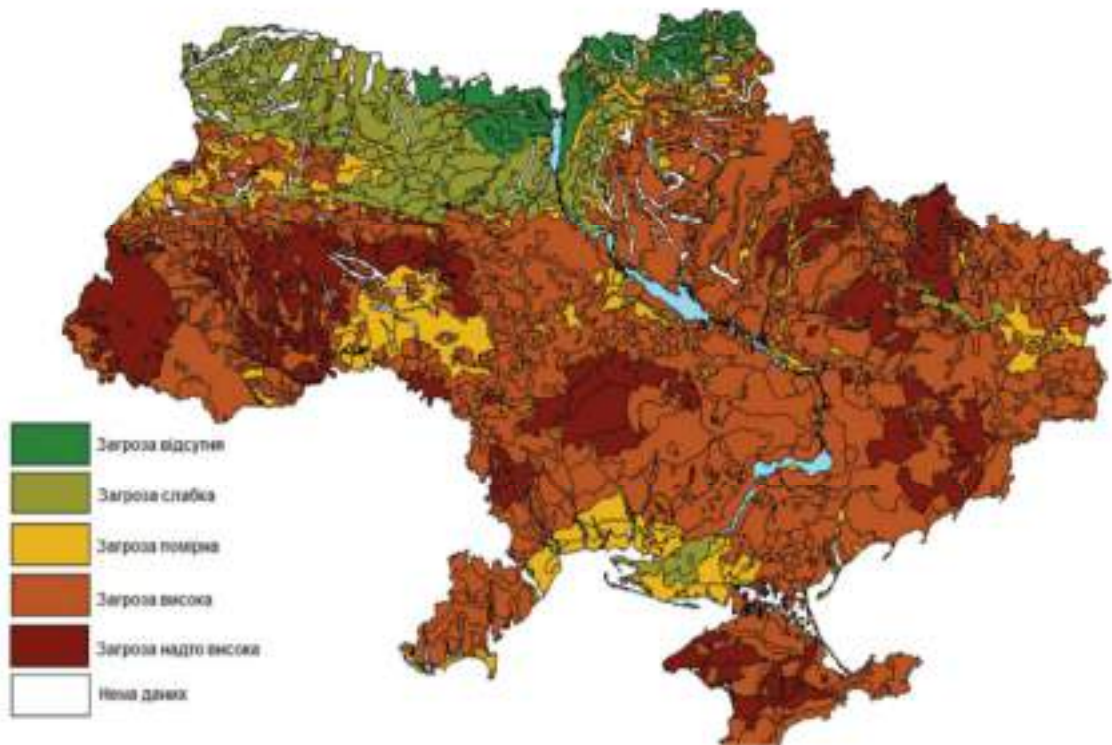 Загроза відсутня
Загроза слабка
Загроза помірна
Загроза висока
Загроза надто висока
Нема даних